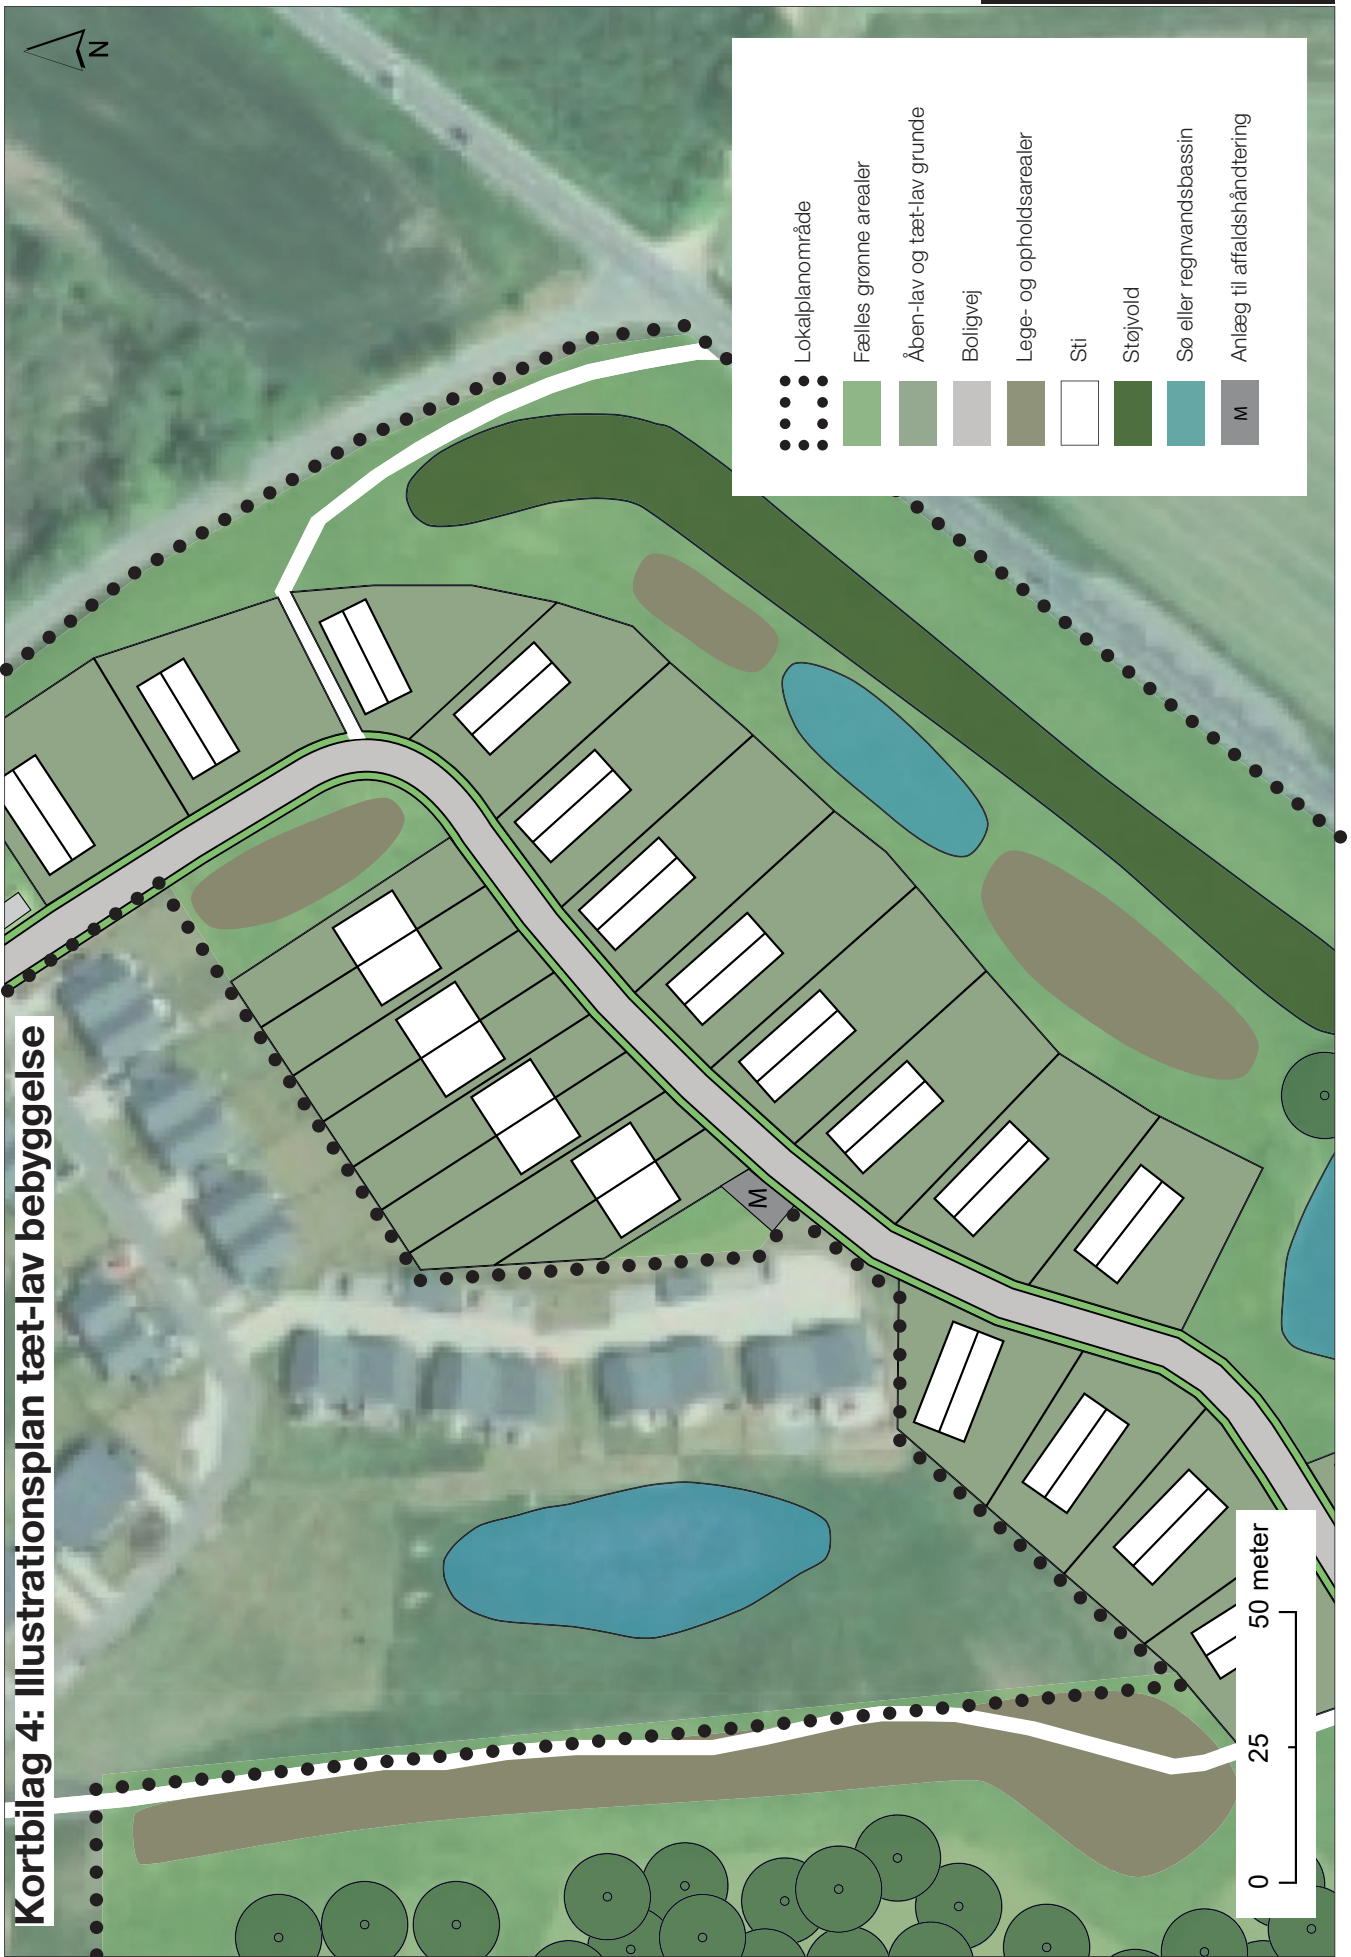 Kortbilag 4: Illustrationsplan tæt-lav bebyggelse
N
Lokalplanområde
Fælles grønne arealer
Åben-lav og tæt-lav grunde
Boligvej
Lege- og opholdsarealer
Sti
Støjvold
Sø eller regnvandsbassin
M Anlæg til affaldshåndtering
M
0 25 50 meter